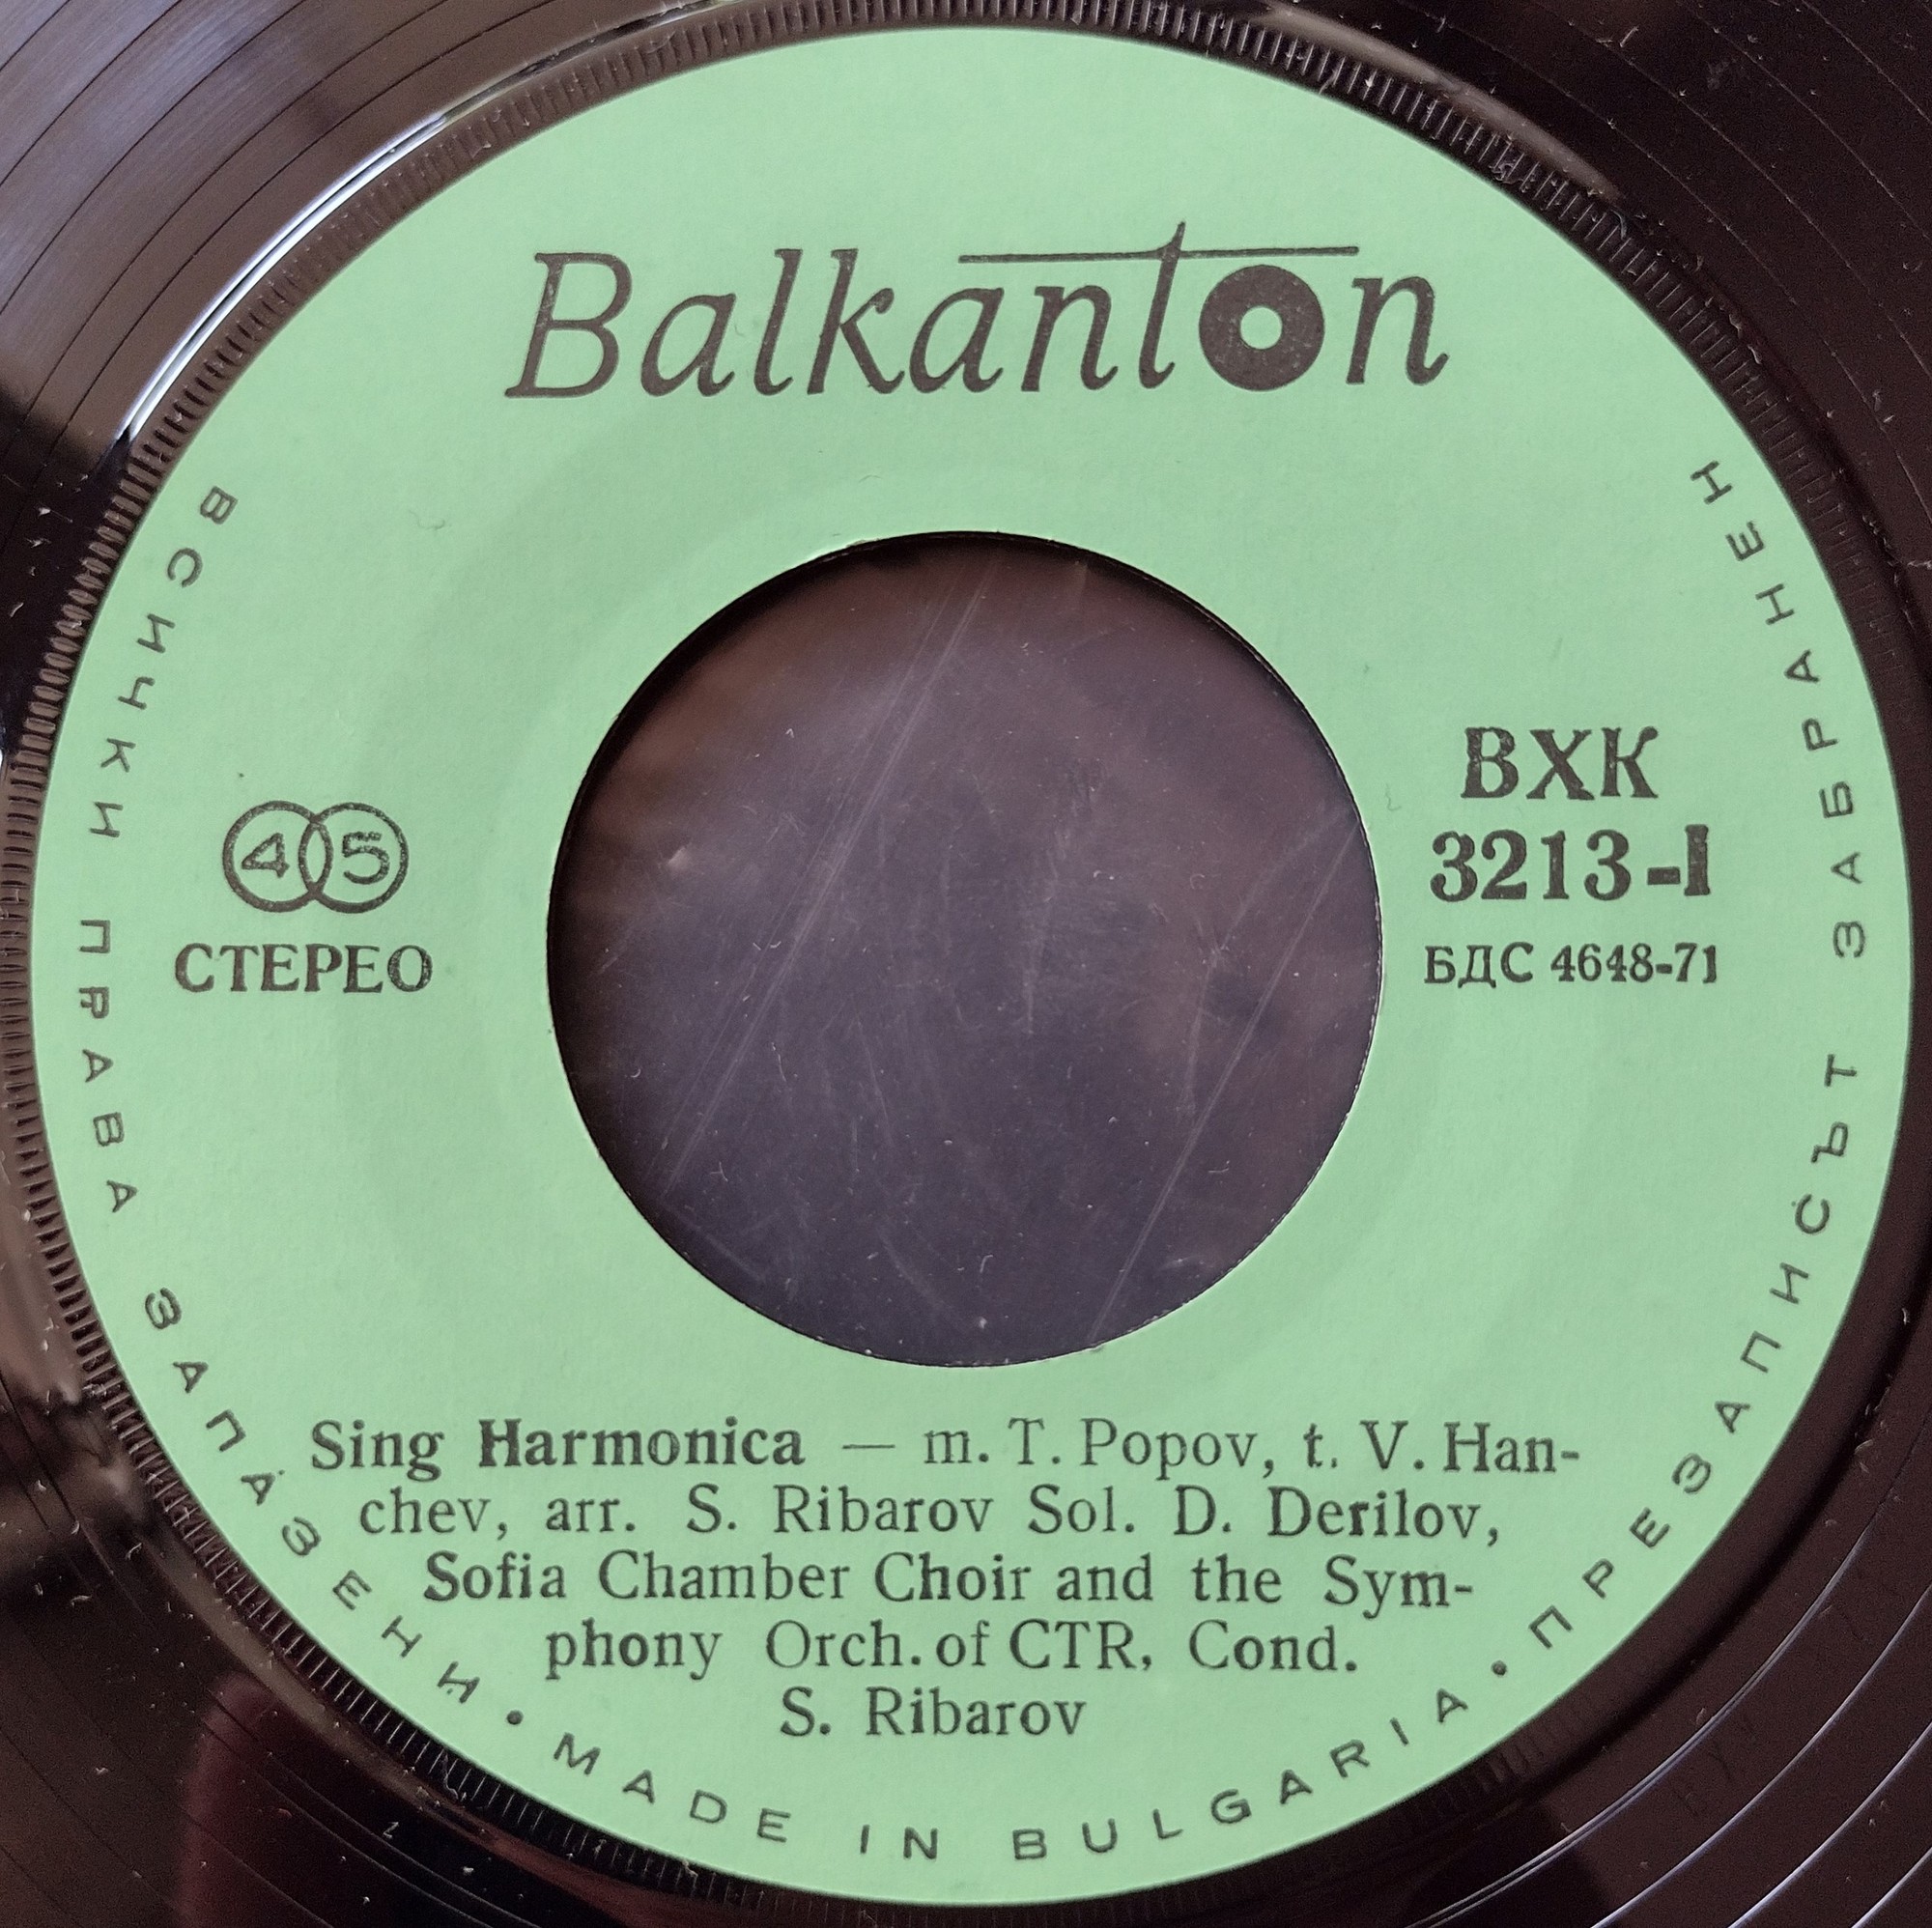 Balkanton
45
СТЕРЕО
ВХК
3213-I
БДС 4648-71
Sing Harmonica — m. T. Popov, t. V. Han-
chev, arr. S. Ribarov Sol. D. Derilov,
Sofia Chamber Choir and the Sym-
phony Orch. of CTR, Cond.
S. Ribarov
ВСИЧКИ ПРАВА ЗАПАЗЕНИ • MADE IN BULGARIA • ПРЕЗАПИСЪТ ЗАБРАНЕН